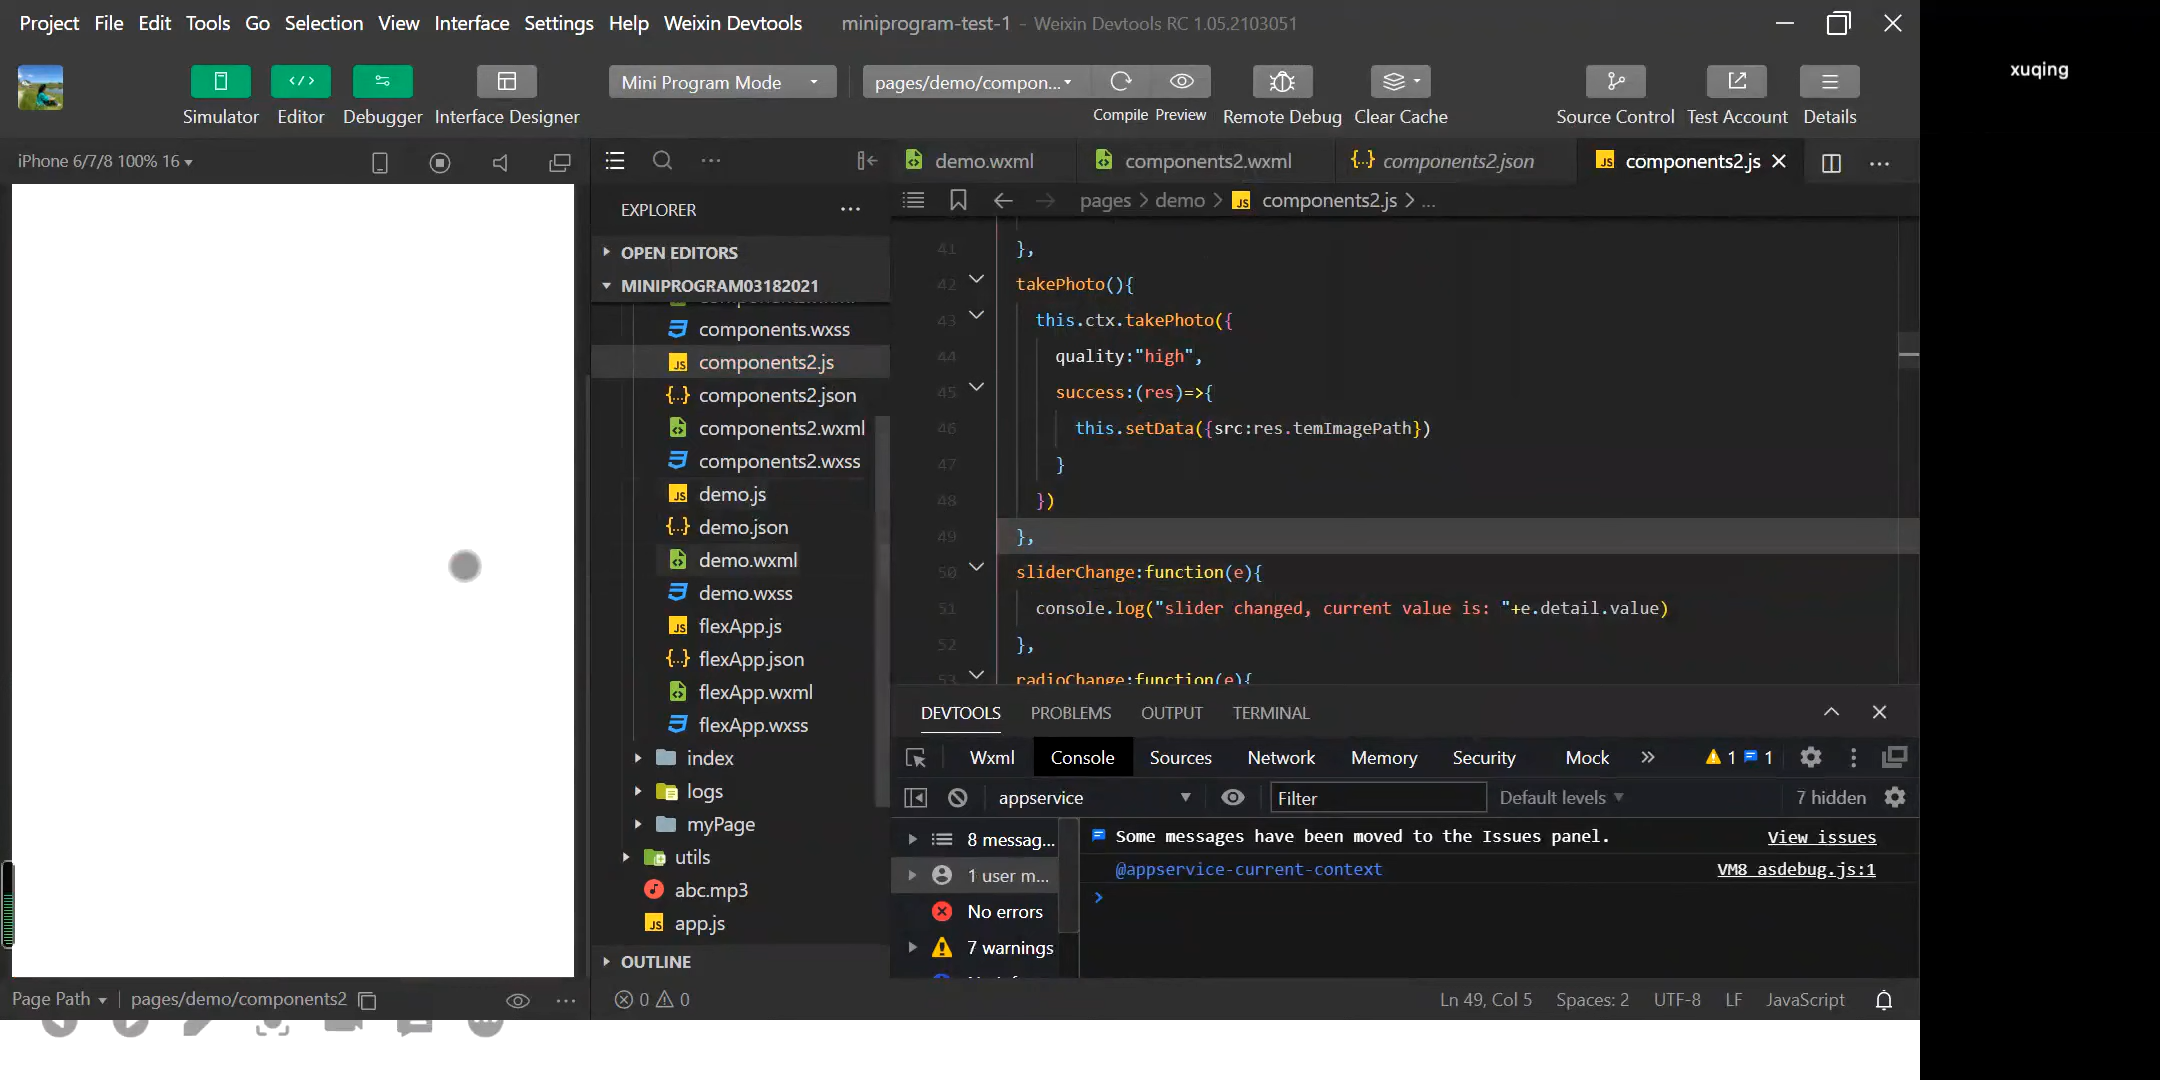 Project File Edit Tools Go Selection View Interface Settings Help Weixin Devtools miniprogram-test-1 - Weixin Devtools RC 1.05.2103051
xuqing
Mini Program Mode pages/demo/compon...
Simulator Editor Debugger Interface Designer Compile Preview Remote Debug Clear Cache Source Control Test Account Details
iPhone 6/7/8 100% 16
demo.wxml components2.wxml {..} components2.json JS components2.js
pages > demo > JS components2.js > ...
EXPLORER
OPEN EDITORS
MINIPROGRAM03182021
components.wxss
JS components2.js
{..} components2.json
components2.wxml
components2.wxss
JS demo.js
{..} demo.json
demo.wxml
demo.wxss
JS flexApp.js
{..} flexApp.json
flexApp.wxml
flexApp.wxss
index
logs
myPage
utils
abc.mp3
JS app.js
OUTLINE
41 },
42 takePhoto(){
43 this.ctx.takePhoto({
44 quality:"high",
45 success:(res)=>{
46 this.setData({src:res.temImagePath})
47 }
48 })
49 },
50 sliderChange:function(e){
51 console.log("slider changed, current value is: "+e.detail.value)
52 },
53 radioChange:function(e){
DEVTOOLS PROBLEMS OUTPUT TERMINAL
Wxml Console Sources Network Memory Security Mock 1 1
appservice Filter Default levels 7 hidden
8 messag...
1 user m...
No errors
7 warnings
Some messages have been moved to the Issues panel. View issues
@appservice-current-context VM8 asdebug.js:1
>
Page Path pages/demo/components2
0 0 Ln 49, Col 5 Spaces: 2 UTF-8 LF JavaScript